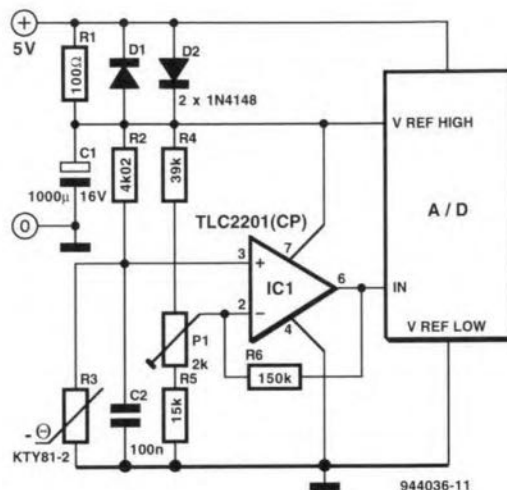 +
5V
R1
100Ω
D1
D2
2 x 1N4148
C1
1000µ 16V
0
R2
4k02
R4
39k
V REF HIGH
A / D
TLC2201(CP)
7
3
+
IC1
6
IN
2
−
4
V REF LOW
P1
2k
R6
150k
R5
15k
R3
-Θ
KTY81-2
C2
100n
944036-11